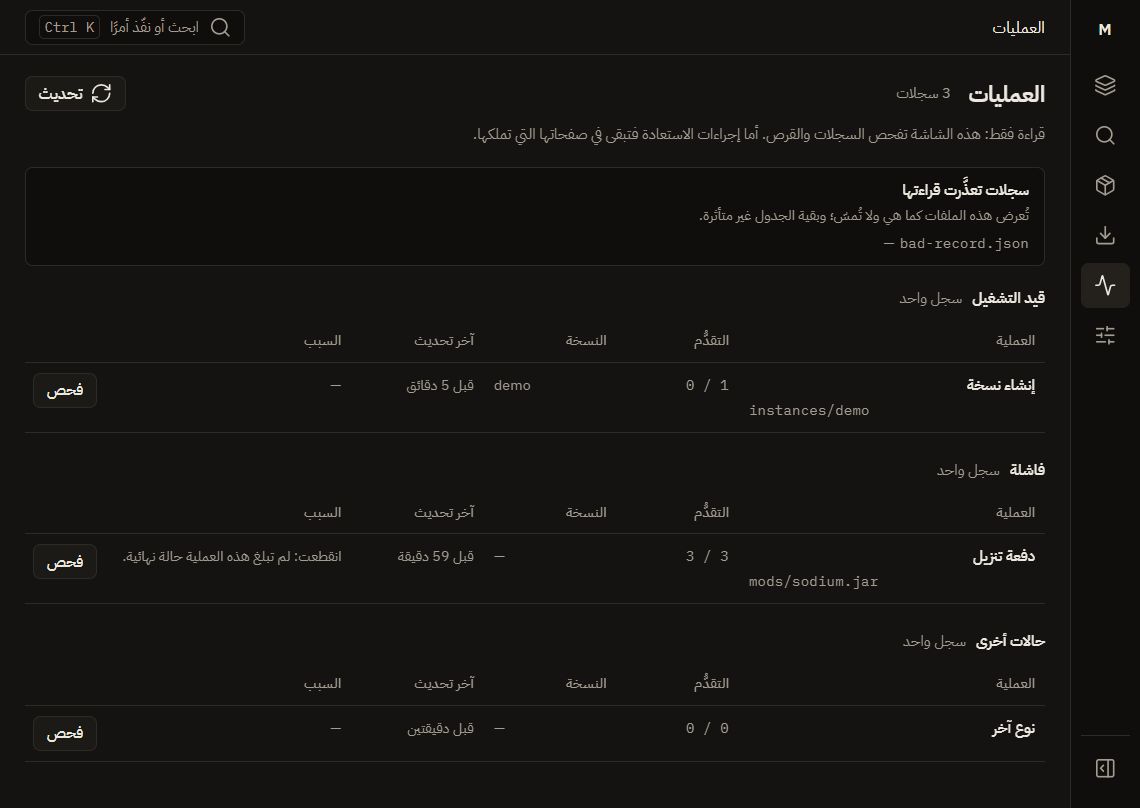 M
العمليات
ابحث أو نفّذ أمرًا Ctrl K
العمليات 3 سجلات
تحديث
قراءة فقط: هذه الشاشة تفحص السجلات والقرص. أما إجراءات الاستعادة فتبقى في صفحاتها التي تملكها.
سجلات تعذَّرت قراءتها
تُعرض هذه الملفات كما هي ولا تُمسّ؛ وبقية الجدول غير متأثرة.
bad-record.json —
قيد التشغيل سجل واحد
العملية التقدُّم النسخة آخر تحديث السبب
إنشاء نسخة 0 / 1 demo قبل 5 دقائق — فحص
instances/demo
فاشلة سجل واحد
العملية التقدُّم النسخة آخر تحديث السبب
دفعة تنزيل 3 / 3 — قبل 59 دقيقة انقطعت: لم تبلغ هذه العملية حالة نهائية. فحص
mods/sodium.jar
حالات أخرى سجل واحد
العملية التقدُّم النسخة آخر تحديث السبب
نوع آخر 0 / 0 — قبل دقيقتين — فحص